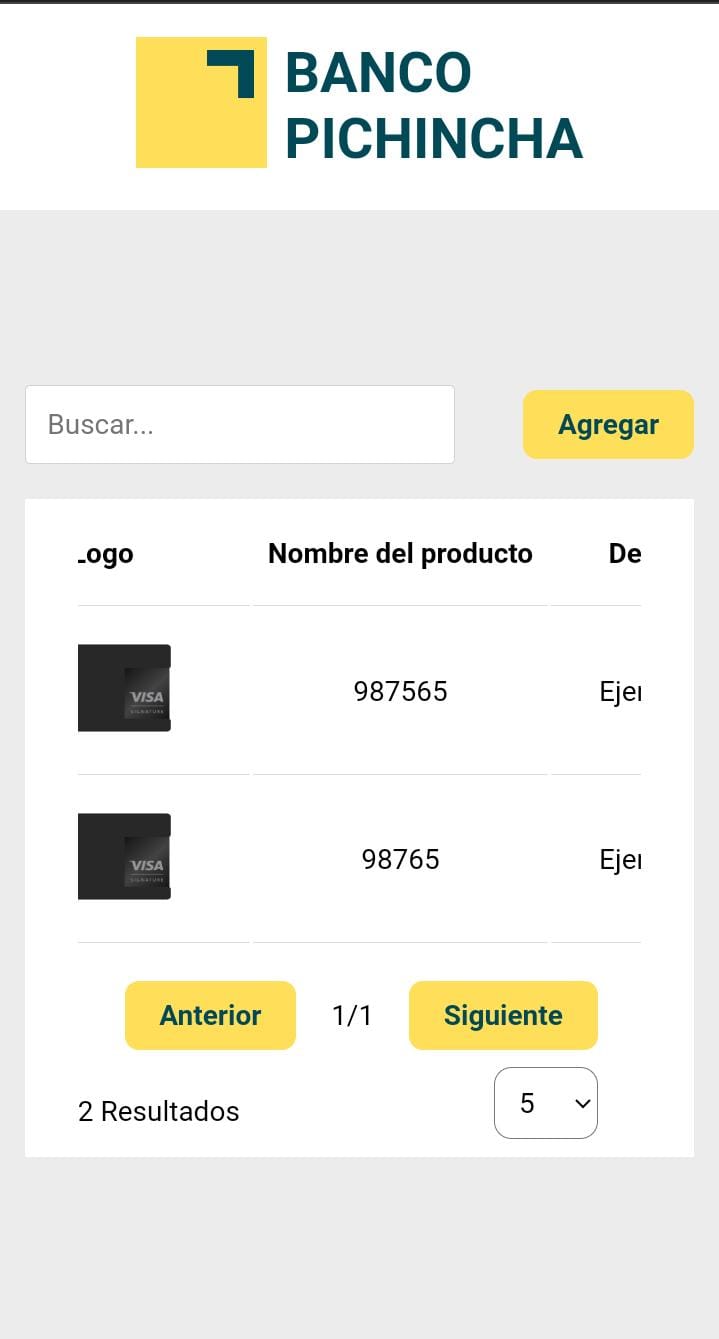 BANCO
PICHINCHA
Buscar...
Agregar
Logo Nombre del producto De
VISA
SIGNATURE
987565 Ejer
VISA
SIGNATURE
98765 Ejer
Anterior 1/1 Siguiente
2 Resultados 5